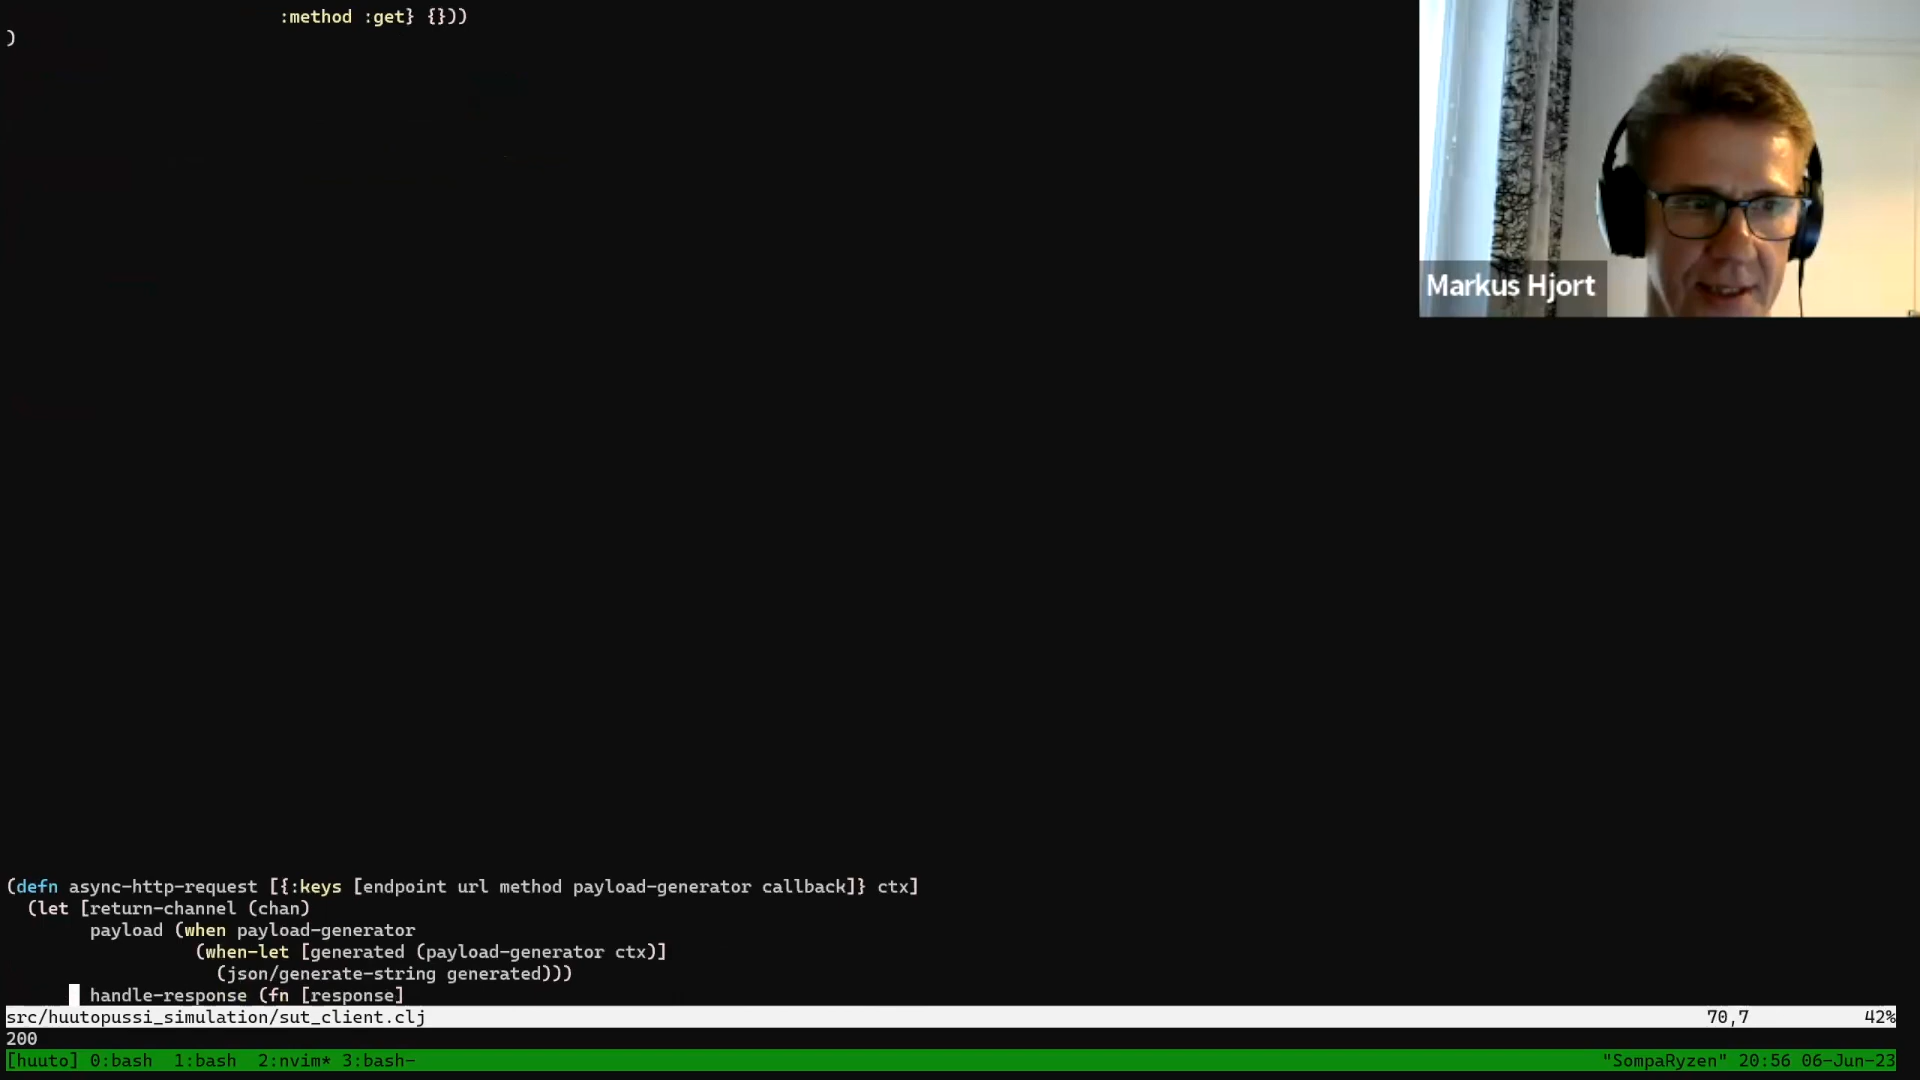 :method :get} {}))
)
Markus Hjort
(defn async-http-request [{:keys [endpoint url method payload-generator callback]} ctx]
(let [return-channel (chan)
payload (when payload-generator
(when-let [generated (payload-generator ctx)]
(json/generate-string generated)))
handle-response (fn [response]
src/huutopussi_simulation/sut_client.clj 70,7 42%
200
[huuto] 0:bash 1:bash 2:nvim* 3:bash- "SompaRyzen" 20:56 06-Jun-23